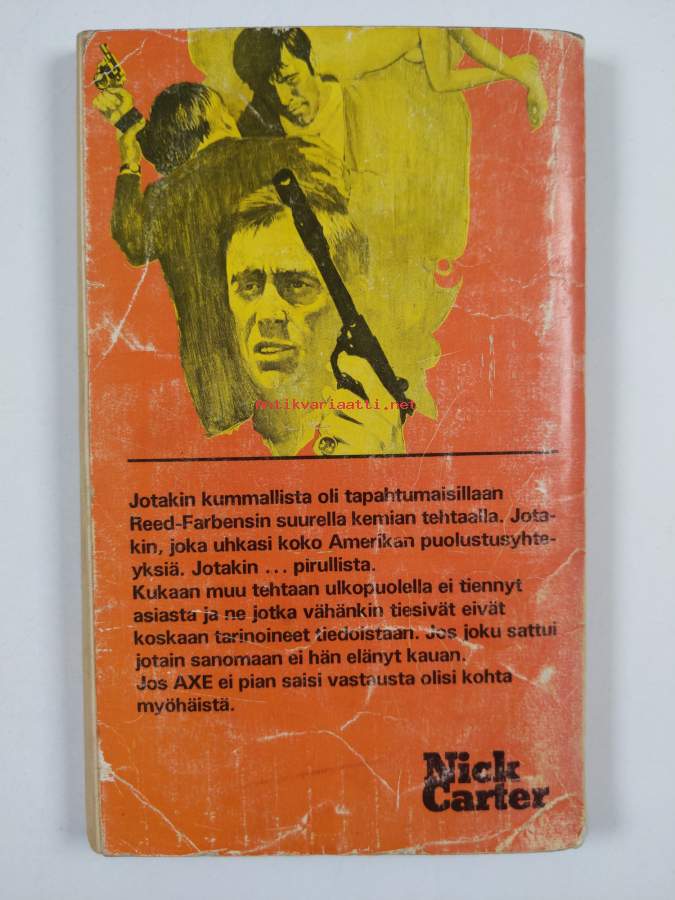 antikvariaatti.net
Jotakin kummallista oli tapahtumaisillaan
Reed-Farbensin suurella kemian tehtaalla. Jota-
kin, joka uhkasi koko Amerikan puolustusyhte-
yksiä. Jotakin ... pirullista.
Kukaan muu tehtaan ulkopuolella ei tiennyt
asiasta ja ne jotka vähänkin tiesivät eivät
koskaan tarinoineet tiedoistaan. Jos joku sattui
jotain sanomaan ei hän elänyt kauan.
Jos AXE ei pian saisi vastausta olisi kohta
myöhäistä.
Nick
Carter